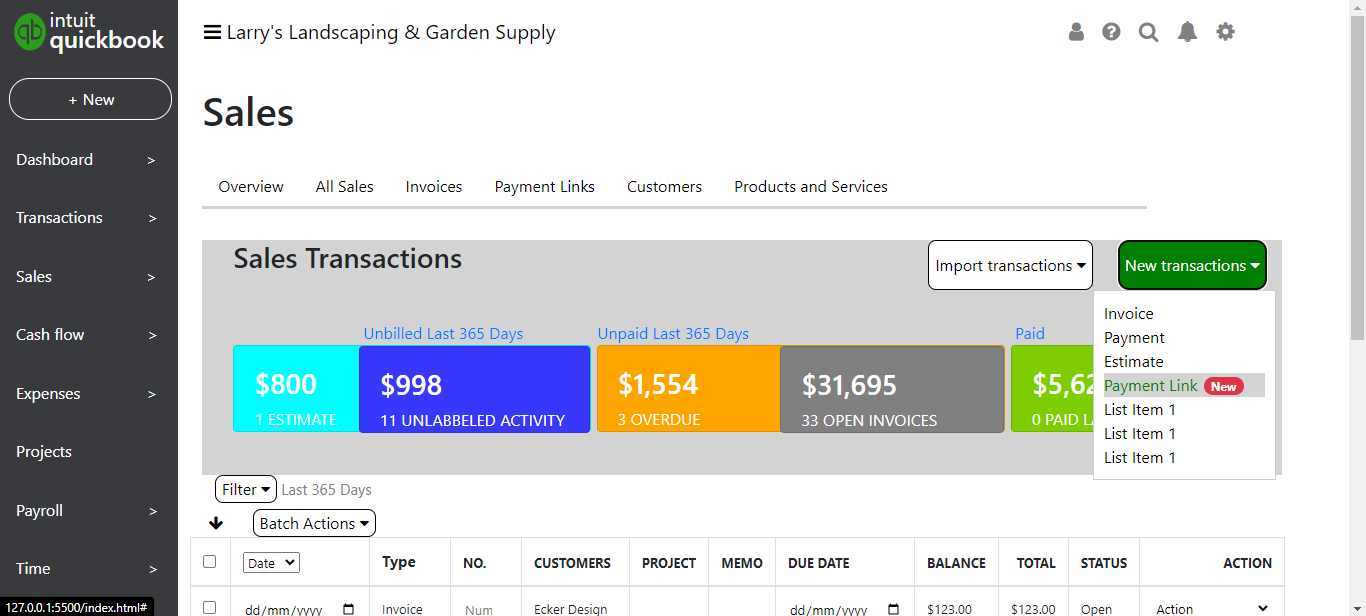 intuit
quickbook
Larry's Landscaping & Garden Supply
+ New
Sales
Dashboard >
Transactions >
Sales >
Cash flow >
Expenses >
Projects
Payroll >
Time >
Overview All Sales Invoices Payment Links Customers Products and Services
Sales Transactions
Import transactions
New transactions
Invoice
Payment
Estimate
Payment Link New
List Item 1
List Item 1
List Item 1
Unbilled Last 365 Days Unpaid Last 365 Days Paid
$800 $998 $1,554 $31,695 $5,62
1 ESTIMATE 11 UNLABBELED ACTIVITY 3 OVERDUE 33 OPEN INVOICES 0 PAID
Filter Last 365 Days
Batch Actions
Date Type NO. CUSTOMERS PROJECT MEMO DUE DATE BALANCE TOTAL STATUS ACTION
dd/mm/yyyy Invoice Num Ecker Design dd/mm/yyyy $123.00 $123.00 Open Action
127.0.0.1:5500/index.html#